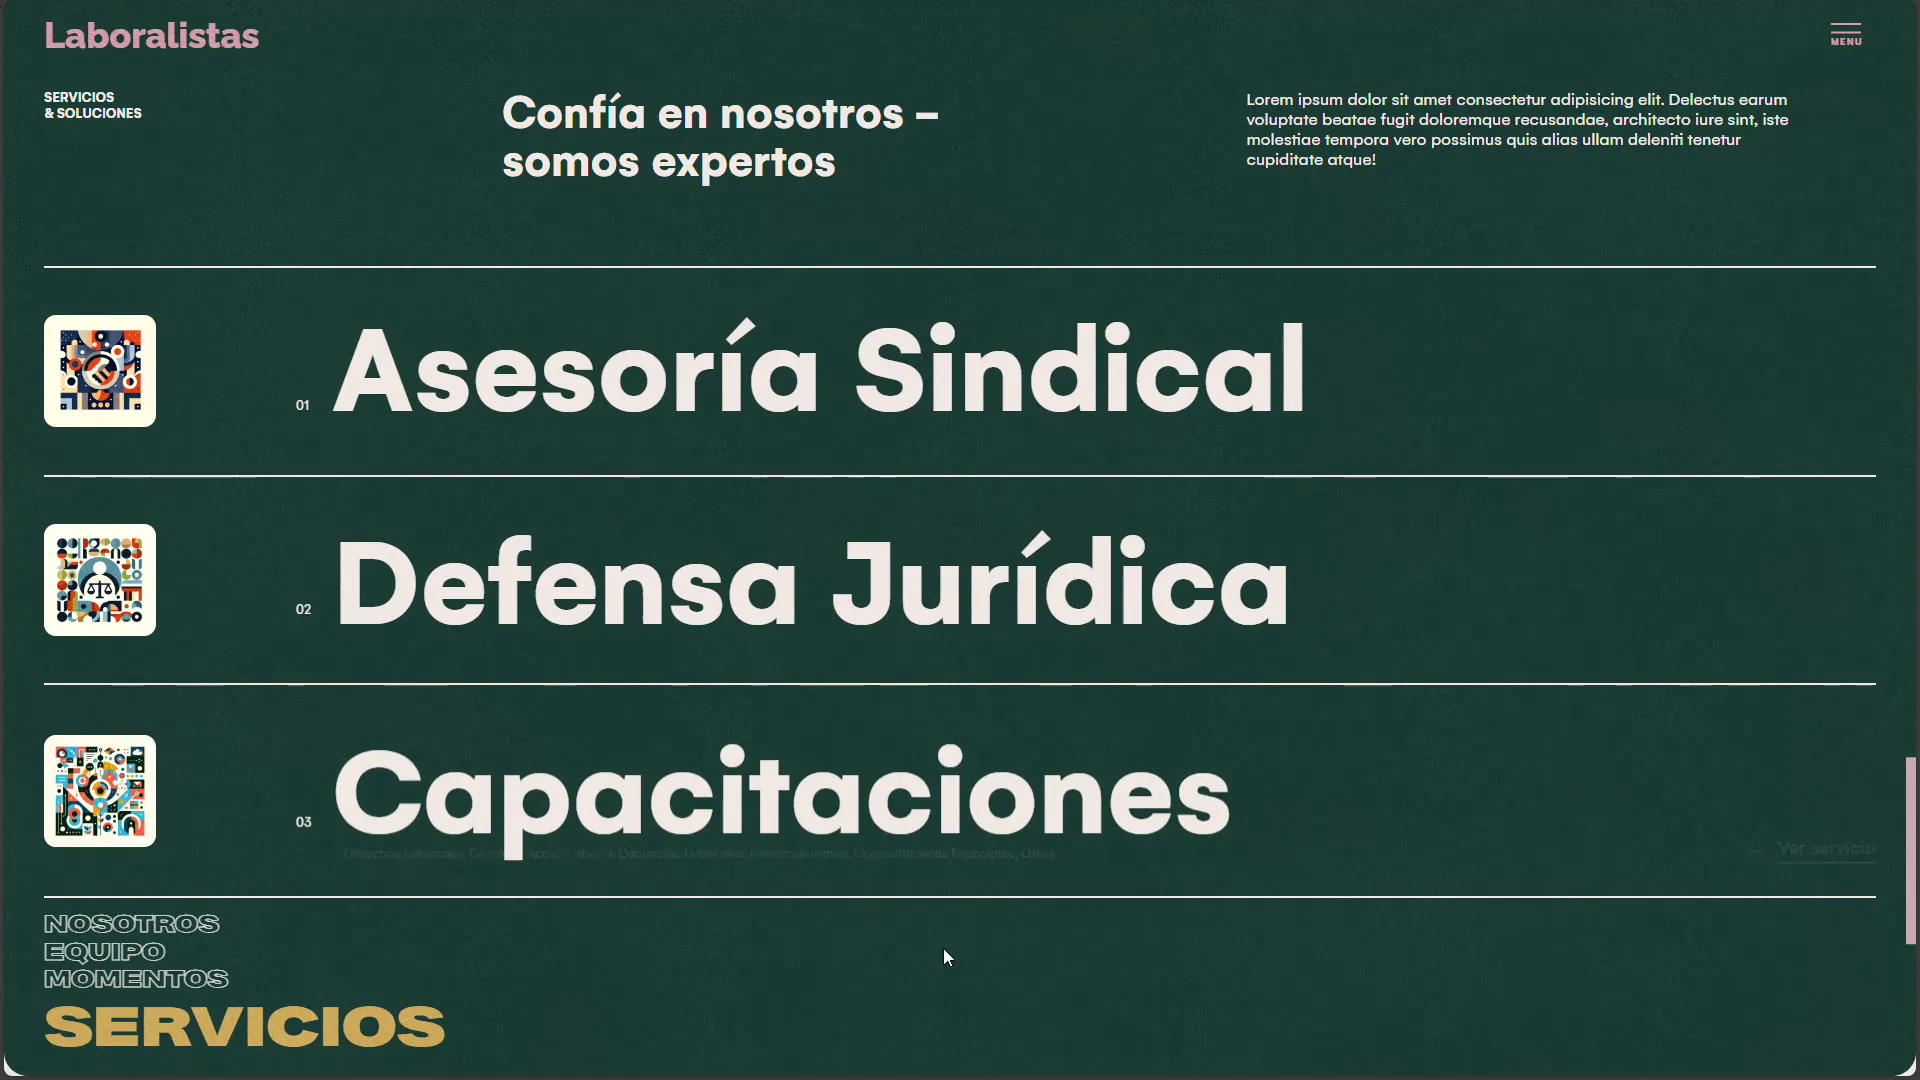 Laboralistas
MENU
SERVICIOS
& SOLUCIONES
Confía en nosotros –
somos expertos
Lorem ipsum dolor sit amet consectetur adipisicing elit. Delectus earum
voluptate beatae fugit doloremque recusandae, architecto iure sint, iste
molestiae tempora vero possimus quis alias ullam deleniti tenetur
cupiditate atque!
01
Asesoría Sindical
02
Defensa Jurídica
03
Capacitaciones
Ver servicio
NOSOTROS
EQUIPO
MOMENTOS
SERVICIOS